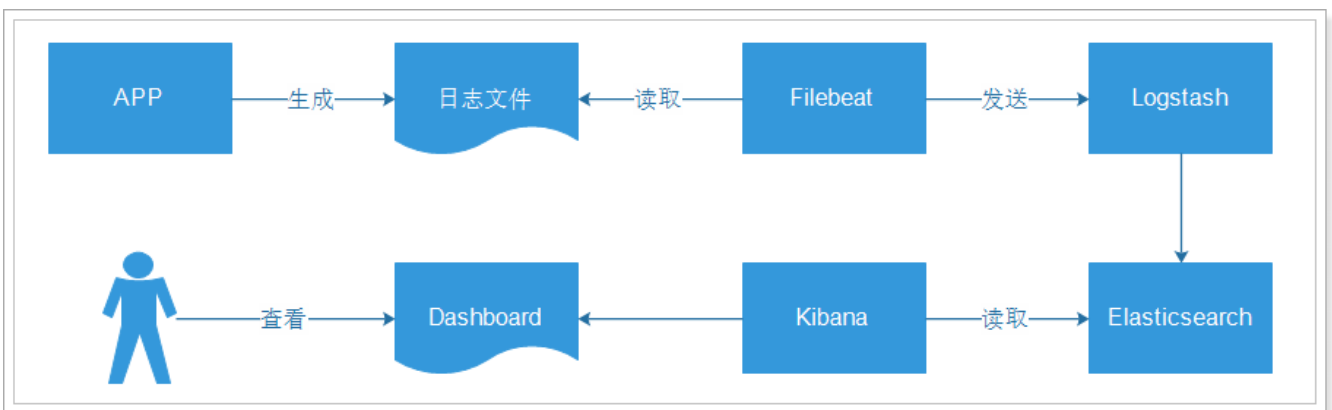 APP
生成
日志文件
读取
Filebeat
发送
Logstash
查看
Dashboard
Kibana
读取
Elasticsearch